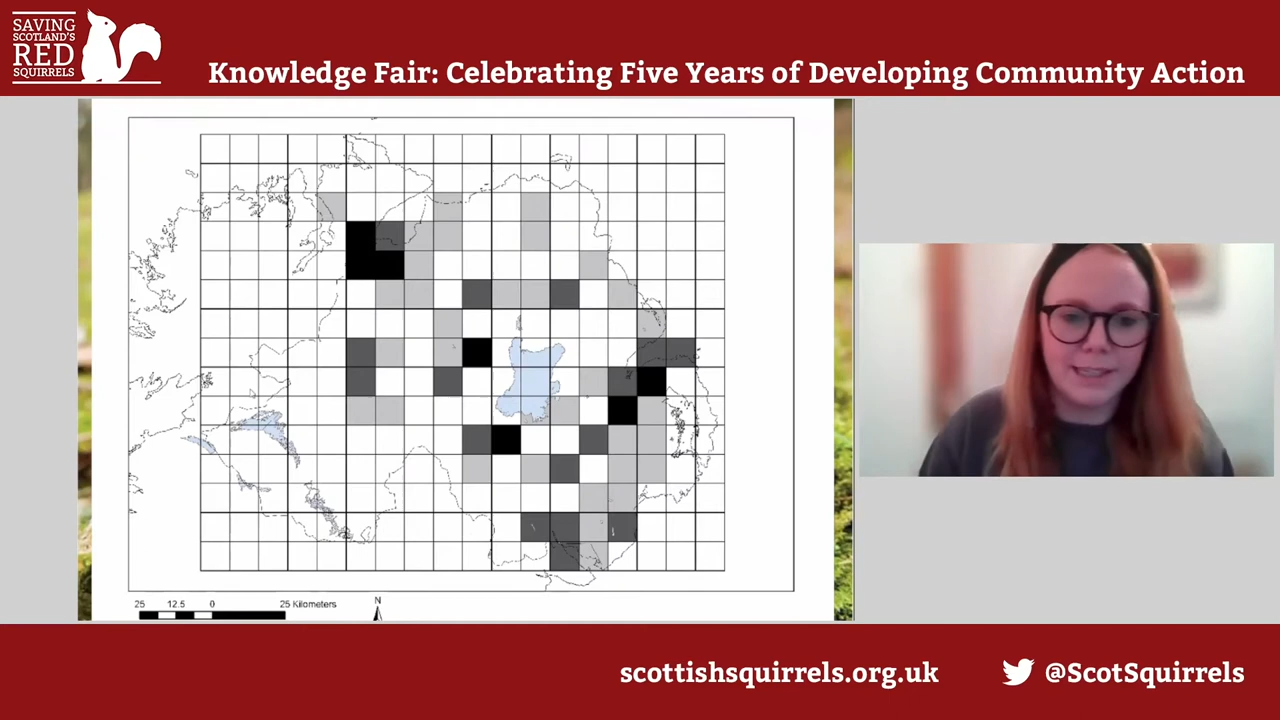 SAVING
SCOTLAND'S
RED
SQUIRRELS
Knowledge Fair: Celebrating Five Years of Developing Community Action
25 12.5 0 25 Kilometers
N
scottishsquirrels.org.uk
@ScotSquirrels